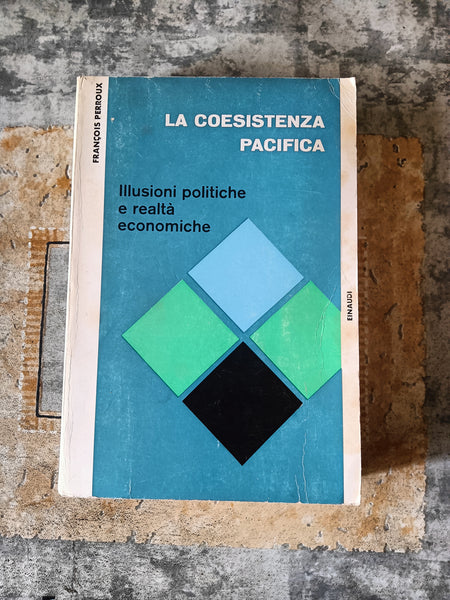 FRANÇOIS PERROUX
LA COESISTENZA
PACIFICA
Illusioni politiche
e realtà
economiche
EINAUDI